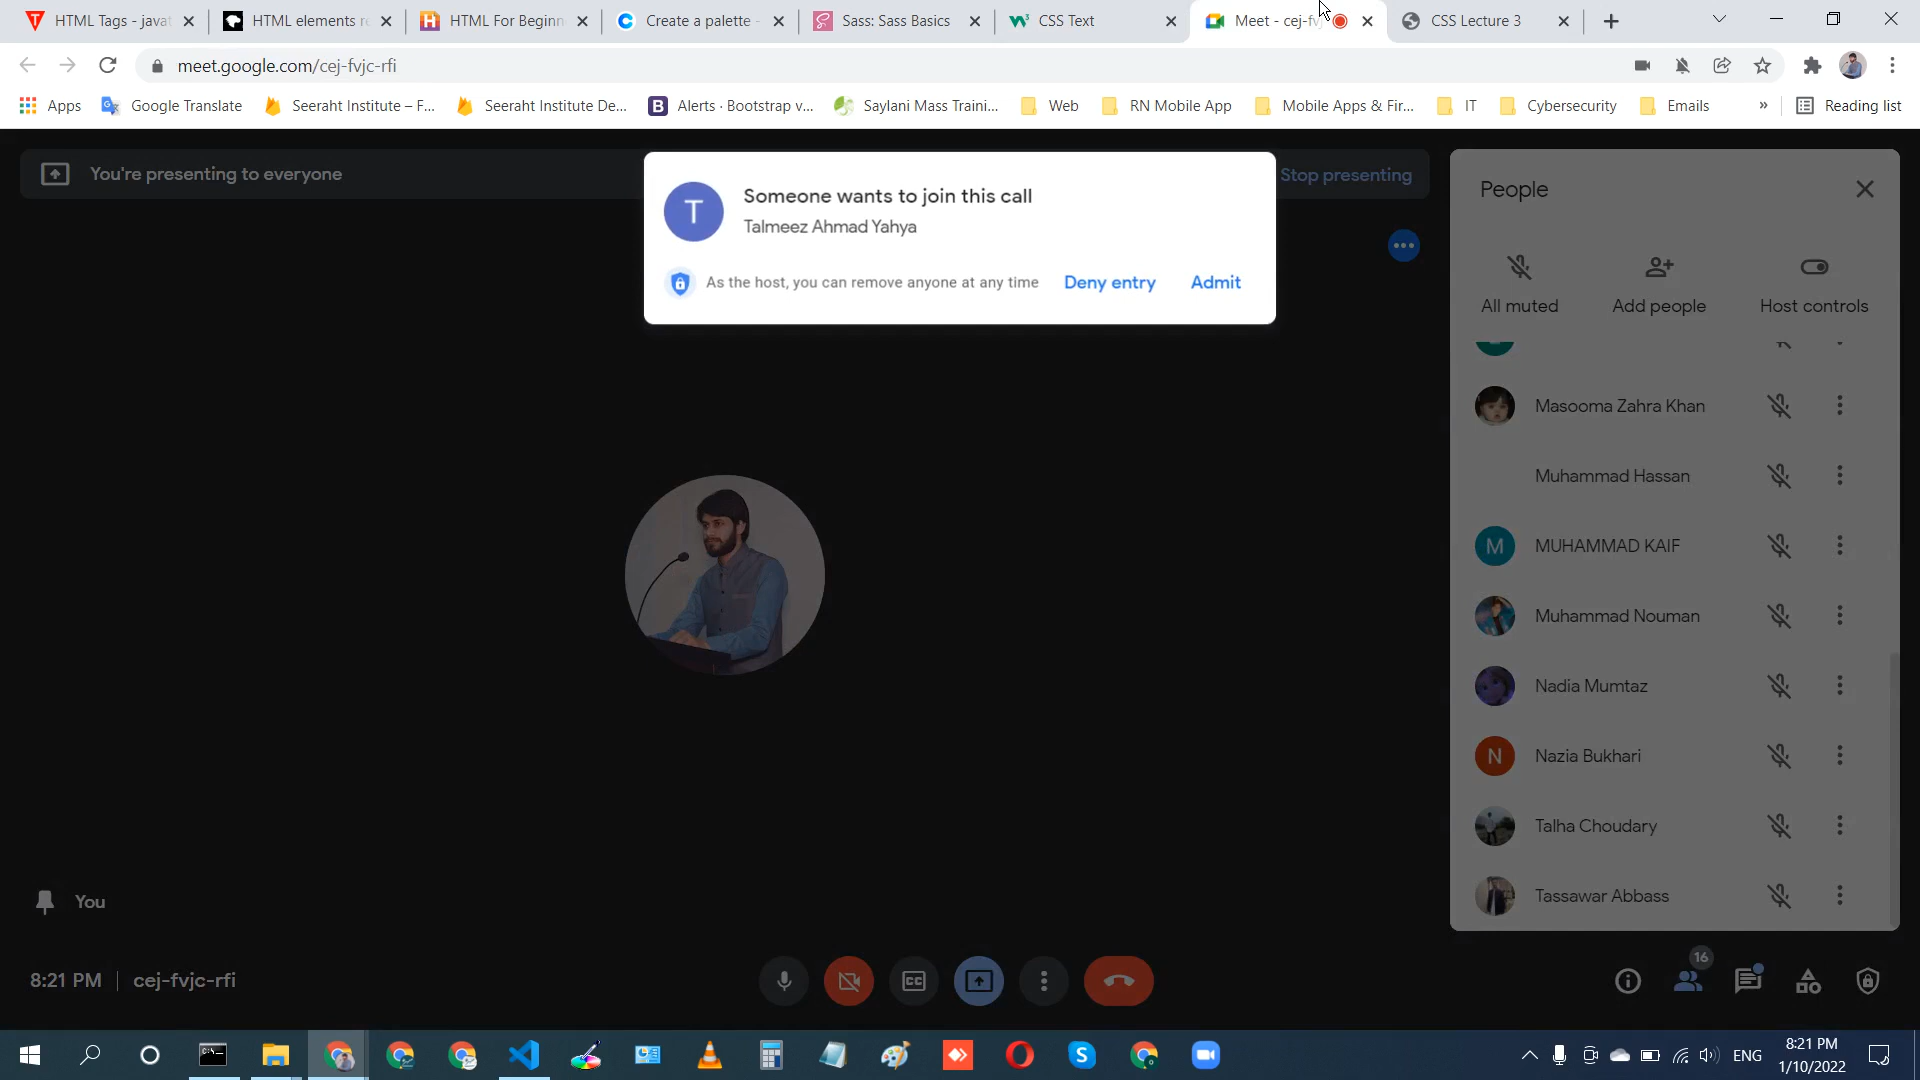 HTML Tags - javat
HTML elements re
HTML For Beginn
Create a palette -
Sass: Sass Basics
CSS Text
Meet - cej-fv
CSS Lecture 3
meet.google.com/cej-fvjc-rfi
Apps
Google Translate
Seeraht Institute – F...
Seeraht Institute De...
Alerts · Bootstrap v...
Saylani Mass Traini...
Web
RN Mobile App
Mobile Apps & Fir...
IT
Cybersecurity
Emails
»
Reading list
You're presenting to everyone
Stop presenting
T
Someone wants to join this call
Talmeez Ahmad Yahya
As the host, you can remove anyone at any time
Deny entry
Admit
People
All muted
Add people
Host controls
Masooma Zahra Khan
Muhammad Hassan
M MUHAMMAD KAIF
Muhammad Nouman
Nadia Mumtaz
N Nazia Bukhari
Talha Choudary
Tassawar Abbass
You
8:21 PM | cej-fvjc-rfi
CC
16
ENG
8:21 PM
1/10/2022